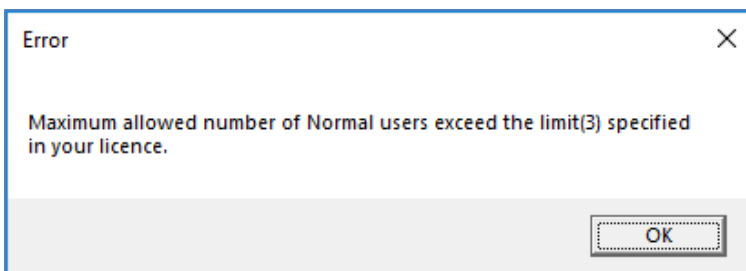 Error
Maximum allowed number of Normal users exceed the limit(3) specified
in your licence.
OK